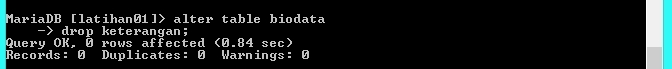 MariaDB [latihan01]> alter table biodata
    -> drop keterangan;
Query OK, 0 rows affected (0.84 sec)
Records: 0  Duplicates: 0  Warnings: 0